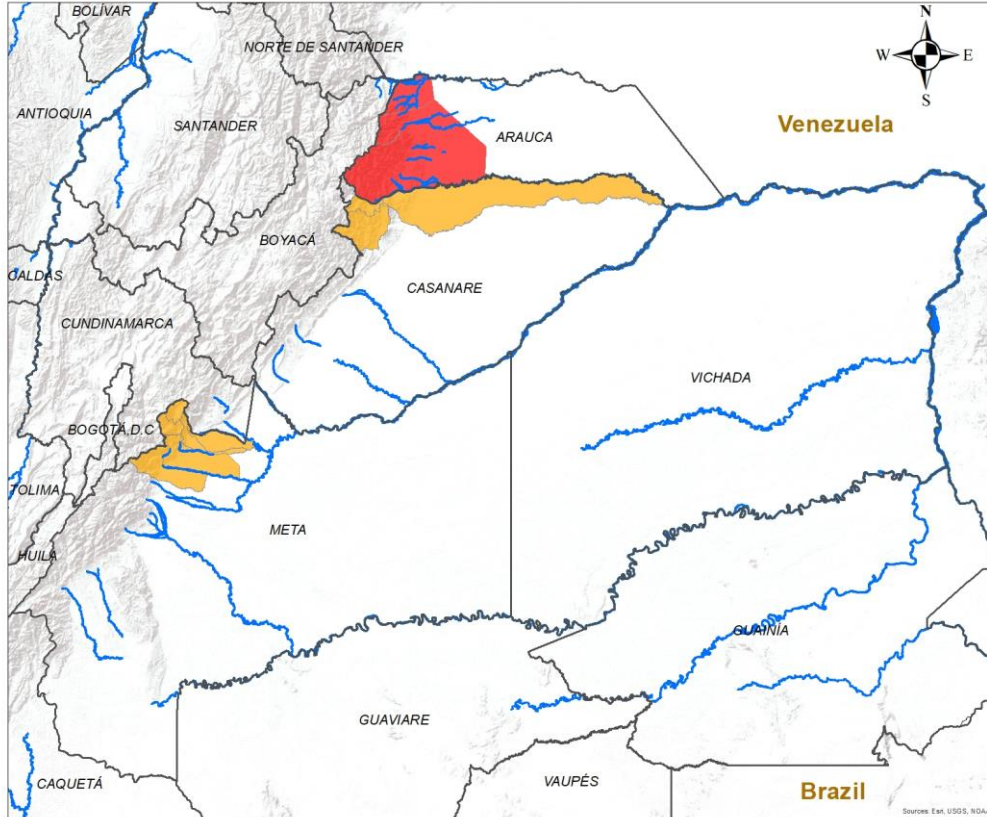 BOLÍVAR
N
NORTE DE SANTANDER
W
E
S
ANTIOQUIA
SANTANDER
ARAUCA
Venezuela
BOYACÁ
CALDAS
CASANARE
CUNDINAMARCA
VICHADA
BOGOTÁ D.C
TOLIMA
META
HUILA
GUAINÍA
GUAVIARE
CAQUETÁ
VAUPÉS
Brazil
Sources: Esri, USGS, NOAA